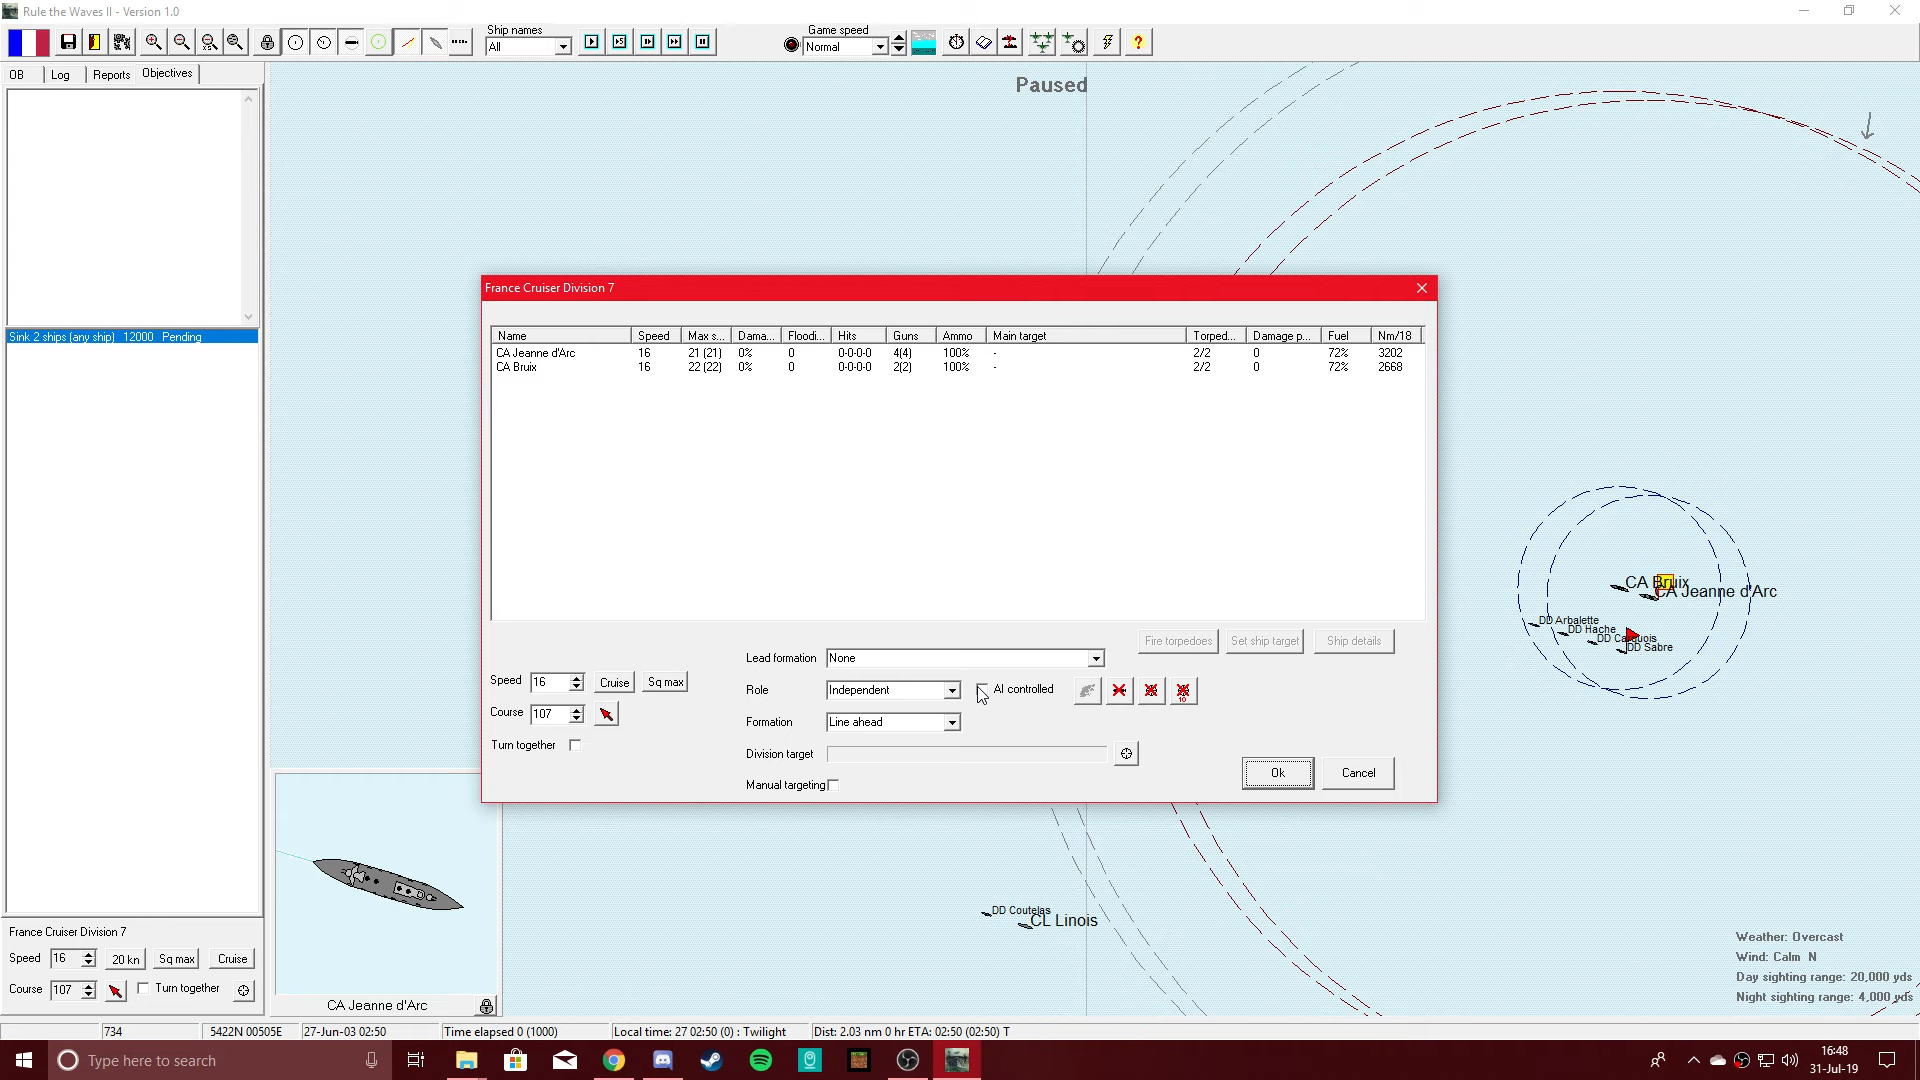 Rule the Waves II - Version 1.0
Ship names
All
Game speed
Normal
OB Log Reports Objectives
Paused
Sink 2 ships (any ship) 12000 Pending
France Cruiser Division 7
Name Speed Max s... Dama... Floodi... Hits Guns Ammo Main target Torped... Damage p... Fuel Nm/18
CA Jeanne d'Arc 16 21 (21) 0% 0 0-0-0-0 4(4) 100% - 2/2 0 72% 3202
CA Bruix 16 22 (22) 0% 0 0-0-0-0 2(2) 100% - 2/2 0 72% 2668
Fire torpedoes Set ship target Ship details
Lead formation None
Speed 16 Cruise Sq max
Role Independent AI controlled 10
Course 107
Formation Line ahead
Turn together
Division target
Ok Cancel
Manual targeting
CA Bruix
CA Jeanne d'Arc
DD Arbalette
DD Hache
DD Carquois
DD Sabre
DD Coutelas
CL Linois
France Cruiser Division 7
Speed 16 20 kn Sq max Cruise
Course 107 Turn together
CA Jeanne d'Arc
Weather: Overcast
Wind: Calm N
Day sighting range: 20,000 yds
Night sighting range: 4,000 yds
734 5422N 00505E 27-Jun-03 02:50 Time elapsed 0 (1000) Local time: 27 02:50 (0) : Twilight Dist: 2.03 nm 0 hr ETA: 02:50 (02:50) T
Type here to search
16:48
31-Jul-19